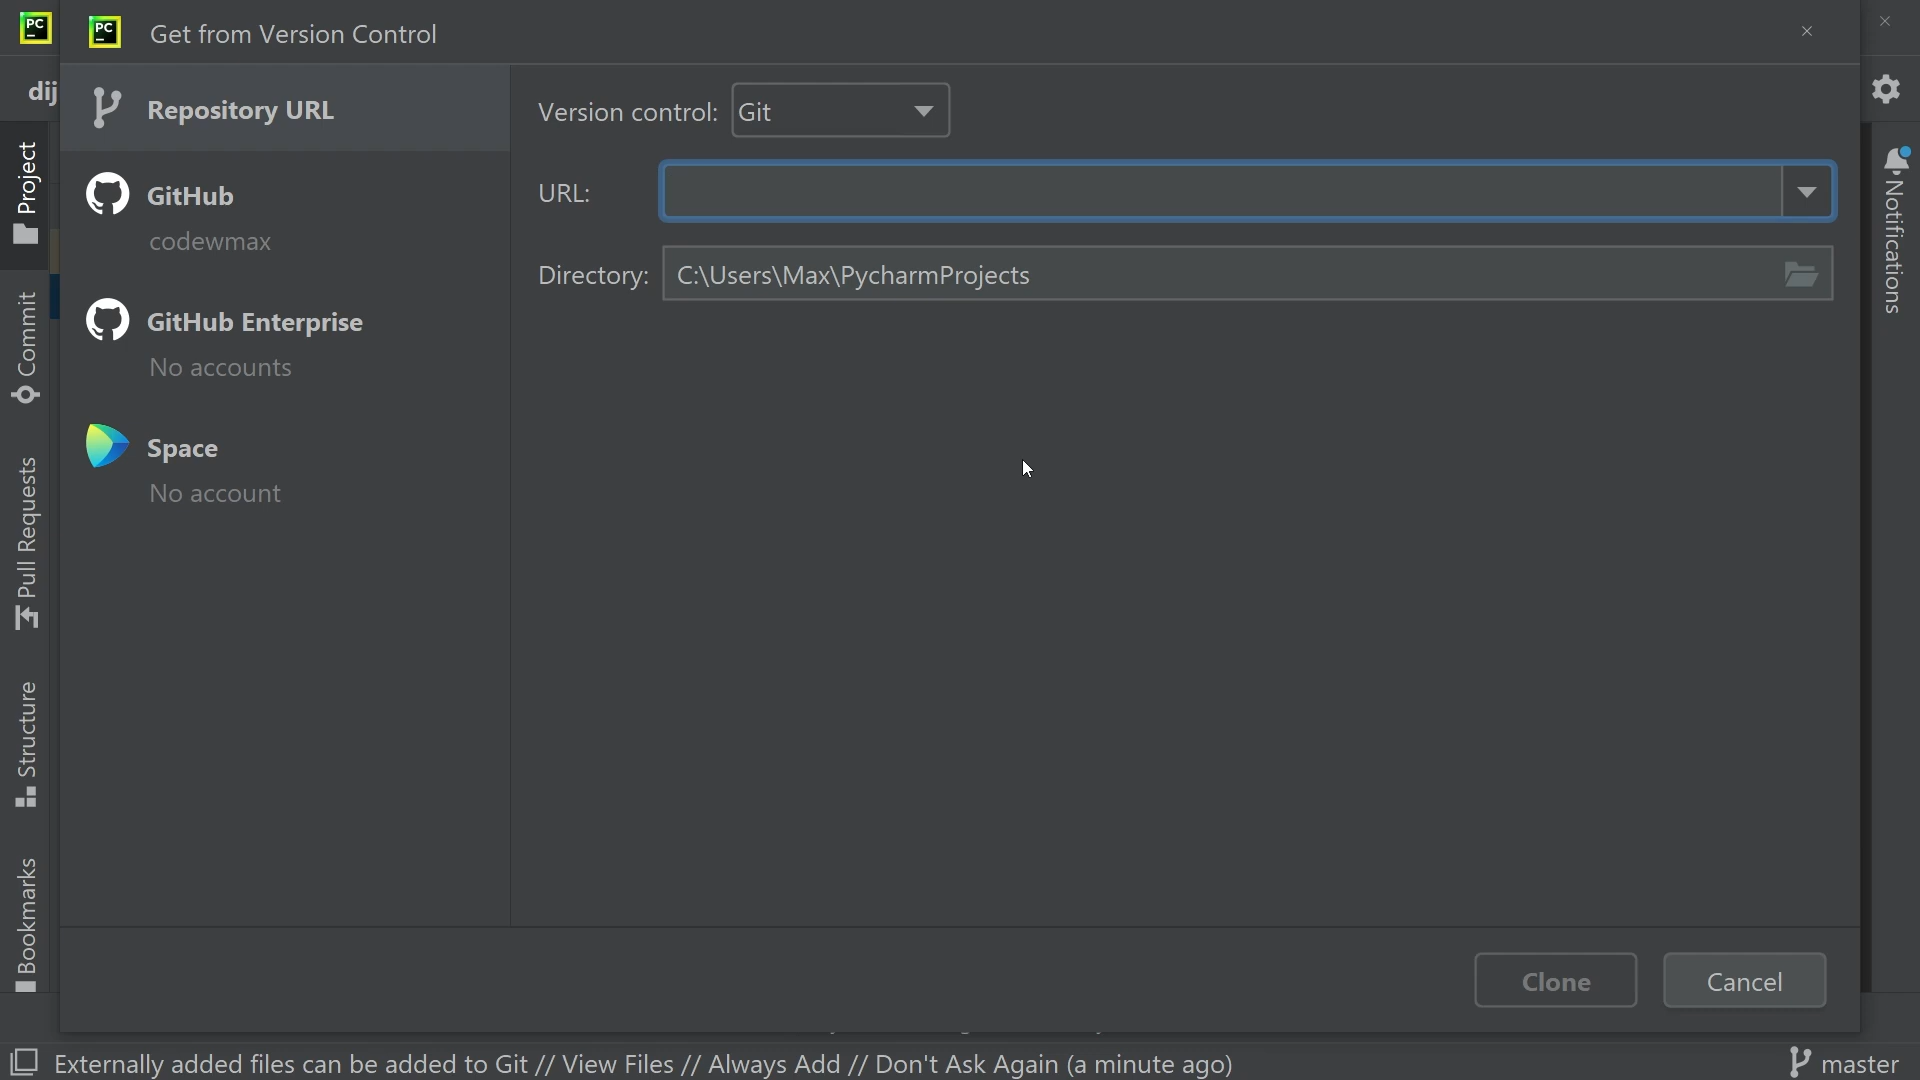 PC
PC
Get from Version Control
dij
Repository URL
GitHub
codewmax
GitHub Enterprise
No accounts
Space
No account
Version control:
Git
URL:
Directory:
C:\Users\Max\PycharmProjects
Clone
Cancel
Project
Commit
Pull Requests
Structure
Bookmarks
Notifications
Externally added files can be added to Git // View Files // Always Add // Don't Ask Again (a minute ago)
master